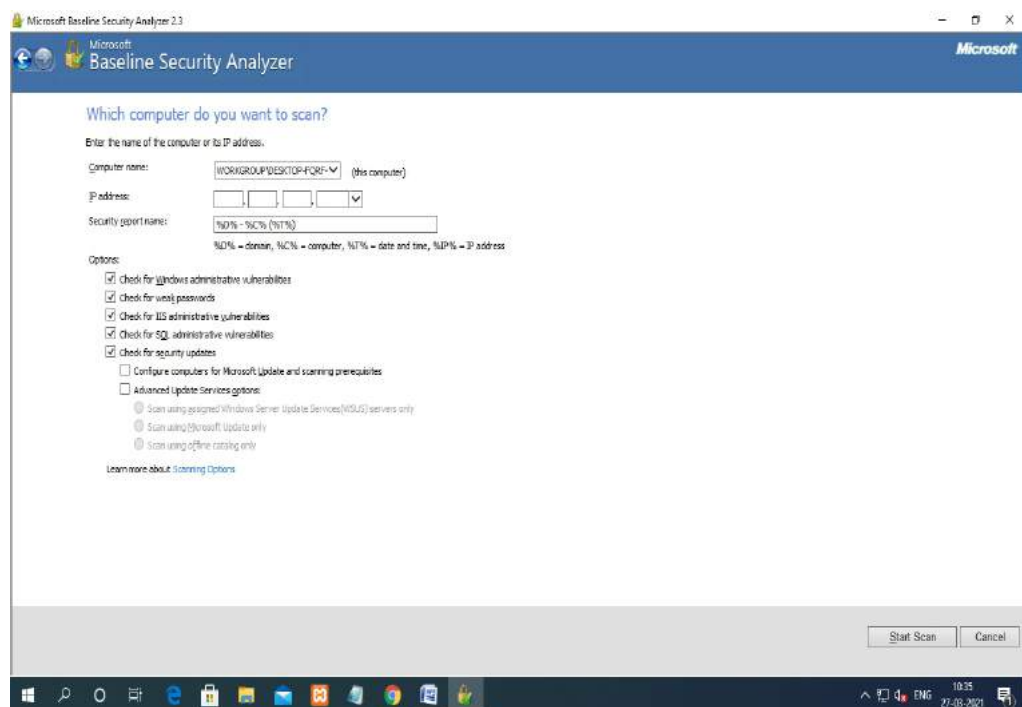 Microsoft Baseline Security Analyzer 2.3
Microsoft
Baseline Security Analyzer
Microsoft
Which computer do you want to scan?
Enter the name of the computer or its IP address.
Computer name: WORKGROUP\DESKTOP-FQRF- (this computer)
IP address:
Security report name: %D% - %C% (%T%)
%D% = domain, %C% = computer, %T% = date and time, %IP% = IP address
Options:
Check for Windows administrative vulnerabilities
Check for weak passwords
Check for IIS administrative vulnerabilities
Check for SQL administrative vulnerabilities
Check for security updates
Configure computers for Microsoft Update and scanning prerequisites
Advanced Update Services options:
Scan using assigned Windows Server Update Services(WSUS) servers only
Scan using Microsoft Update only
Scan using offline catalog only
Learn more about Scanning Options
Start Scan Cancel
ENG
10:35
27-03-2021